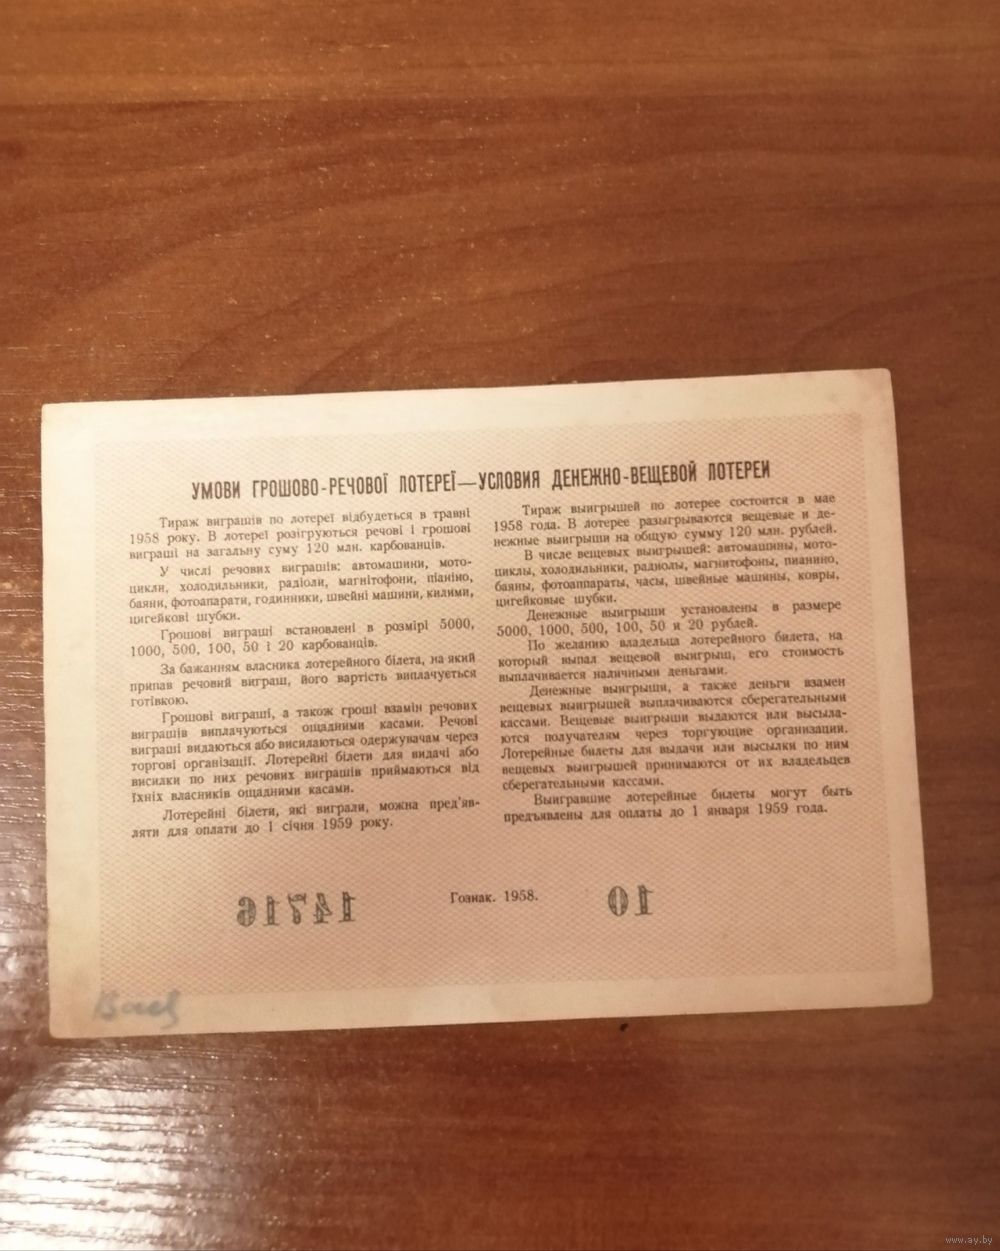 УМОВИ ГРОШОВО-РЕЧОВОЇ ЛОТЕРЕЇ—УСЛОВИЯ ДЕНЕЖНО-ВЕЩЕВОЙ ЛОТЕРЕИ
Тираж виграшів по лотереї відбудеться в травні
1958 року. В лотереї розігруються речові і грошові
виграші на загальну суму 120 млн. карбованців.
У числі речових виграшів: автомашини, мото-
цикли, холодильники, радіоли, магнітофони, піаніно,
баяни, фотоапарати, годинники, швейні машини, килими,
цигейкові шубки.
Грошові виграші встановлені в розмірі 5000,
1000, 500, 100, 50 і 20 карбованців.
За бажанням власника лотерейного білета, на який
припав речовий виграш, його вартість виплачується
готівкою.
Грошові виграші, а також гроші взамін речових
виграшів виплачуються ощадними касами. Речові
виграші видаються або висилаються одержувачам через
торгові організації. Лотерейні білети для видачі або
висилки по них речових виграшів приймаються від
їхніх власників ощадними касами.
Лотерейні білети, які виграли, можна пред'яв-
ляти для оплати до 1 січня 1959 року.
Тираж выигрышей по лотерее состоится в мае
1958 года. В лотерее разыгрываются вещевые и де-
нежные выигрыши на общую сумму 120 млн. рублей.
В числе вещевых выигрышей: автомашины, мото-
циклы, холодильники, радиолы, магнитофоны, пианино,
баяны, фотоаппараты, часы, швейные машины, ковры,
цигейковые шубки.
Денежные выигрыши установлены в размере
5000, 1000, 500, 100, 50 и 20 рублей.
По желанию владельца лотерейного билета, на
который выпал вещевой выигрыш, его стоимость
выплачивается наличными деньгами.
Денежные выигрыши, а также деньги взамен
вещевых выигрышей выплачиваются сберегательными
кассами. Вещевые выигрыши выдаются или высыла-
ются получателям через торгующие организации.
Лотерейные билеты для выдачи или высылки по ним
вещевых выигрышей принимаются от их владельцев
сберегательными кассами.
Выигравшие лотерейные билеты могут быть
предъявлены для оплаты до 1 января 1959 года.
14716
Гознак. 1958.
10
www.ay.by